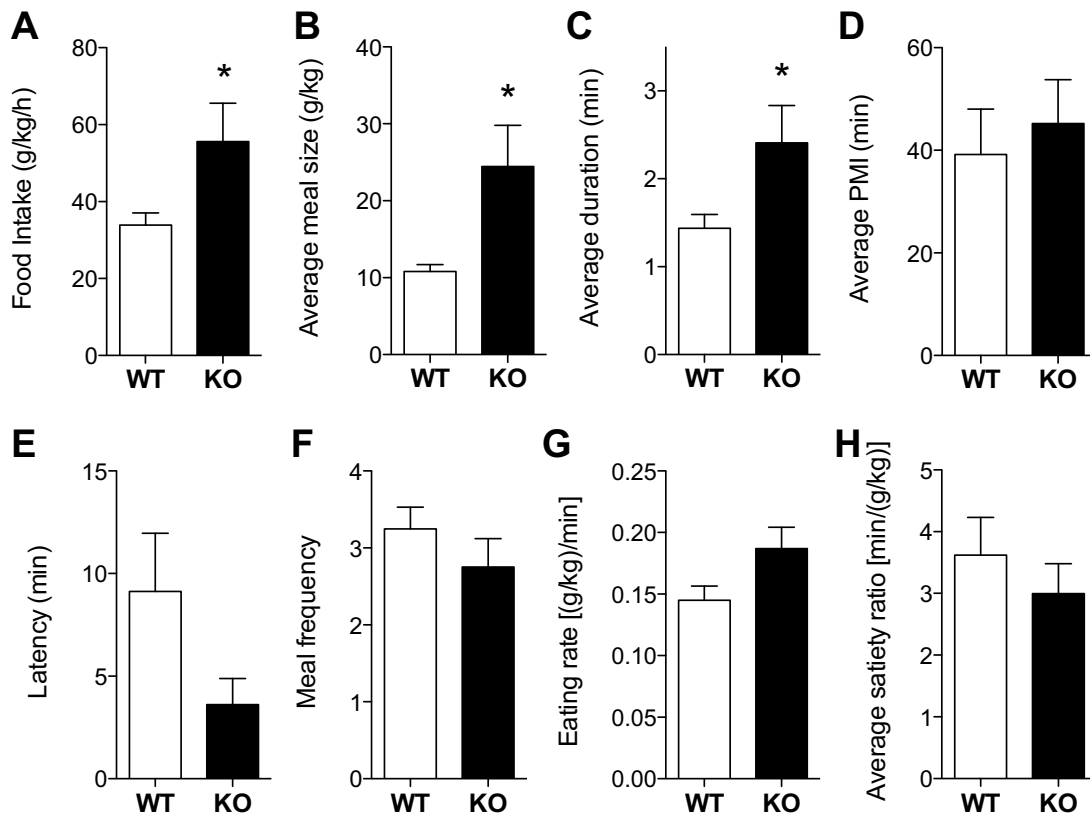 A
Food Intake (g/kg/h)
80
60
40
20
0
*
WT KO
B
Average meal size (g/kg)
40
30
20
10
0
*
WT KO
C
Average duration (min)
3
2
1
0
*
WT KO
D
Average PMI (min)
60
40
20
0
WT KO
E
Latency (min)
15
10
5
0
WT KO
F
Meal frequency
4
3
2
1
0
WT KO
G
Eating rate [(g/kg)/min]
0.25
0.20
0.15
0.10
0.05
0.00
WT KO
H
Average satiety ratio [min/(g/kg)]
5
4
3
2
1
0
WT KO